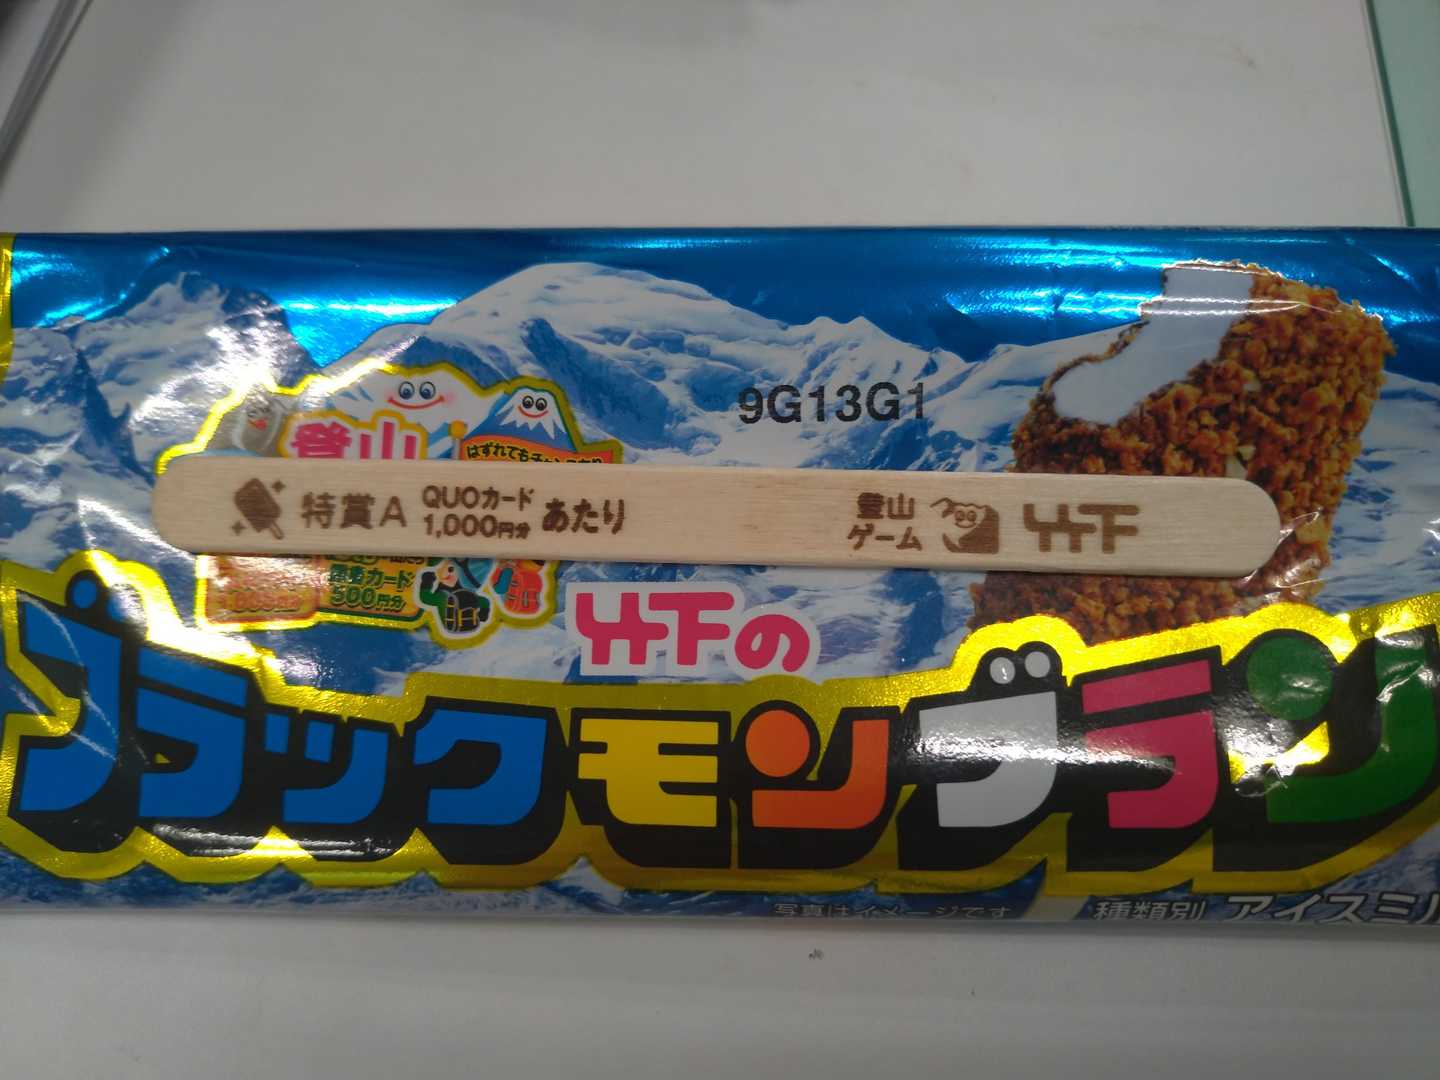 9G13G1
登山
はずれてもチャンスあり
特賞A
QUOカード
1,000円分
あたり
登山
ゲーム
竹下
図書カード
500円分
竹下の
ブラックモンブラン
写真はイメージです
種類別 アイスミル